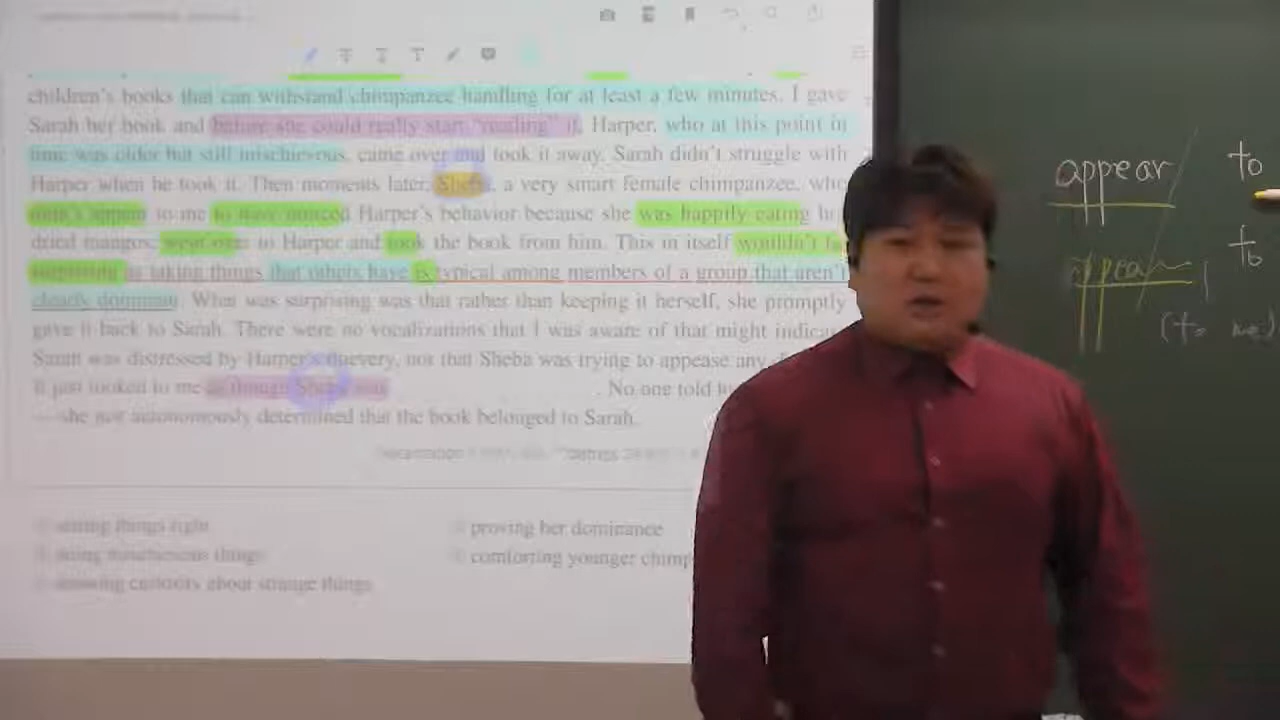 children's books that can withstand chimpanzee handling for at least a few minutes. I gave
Sarah her book and before she could really start "reading" it, Harper, who at this point in
time was older but still mischievous, came over and took it away. Sarah didn't struggle with
Harper when he took it. Then moments later, Sheba, a very smart female chimpanzee, who
didn't appear to me to have noticed Harper's behavior because she was happily eating
dried mangos, went over to Harper and took the book from him. This in itself wouldn't be
surprising as taking things that others have is typical among members of a group that aren't
clearly dominant. What was surprising was that rather than keeping it herself, she promptly
gave it back to Sarah. There were no vocalizations that I was aware of that might indicate
Sarah was distressed by Harper's thievery, nor that Sheba was trying to appease any
It just looked to me as though Sheba was . No one told
—she just autonomously determined that the book belonged to Sarah.
setting things right
proving her dominance
doing mischievous things
comforting younger chimp
showing curiosity about strange things
appear to
appear to
(to me)